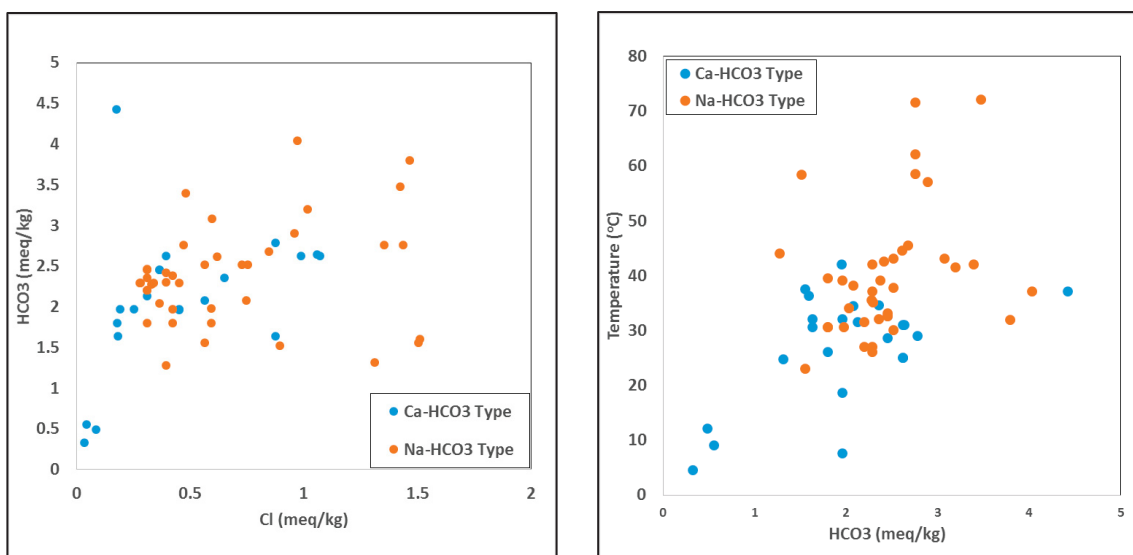 5
4.5
4
3.5
3
2.5
2
1.5
1
0.5
0
HCO3 (meq/kg)
Ca-HCO3 Type
Na-HCO3 Type
0 0.5 1 1.5 2
Cl (meq/kg)
80
70
60
50
40
30
20
10
0
Temperature (°C)
Ca-HCO3 Type
Na-HCO3 Type
0 1 2 3 4 5
HCO3 (meq/kg)